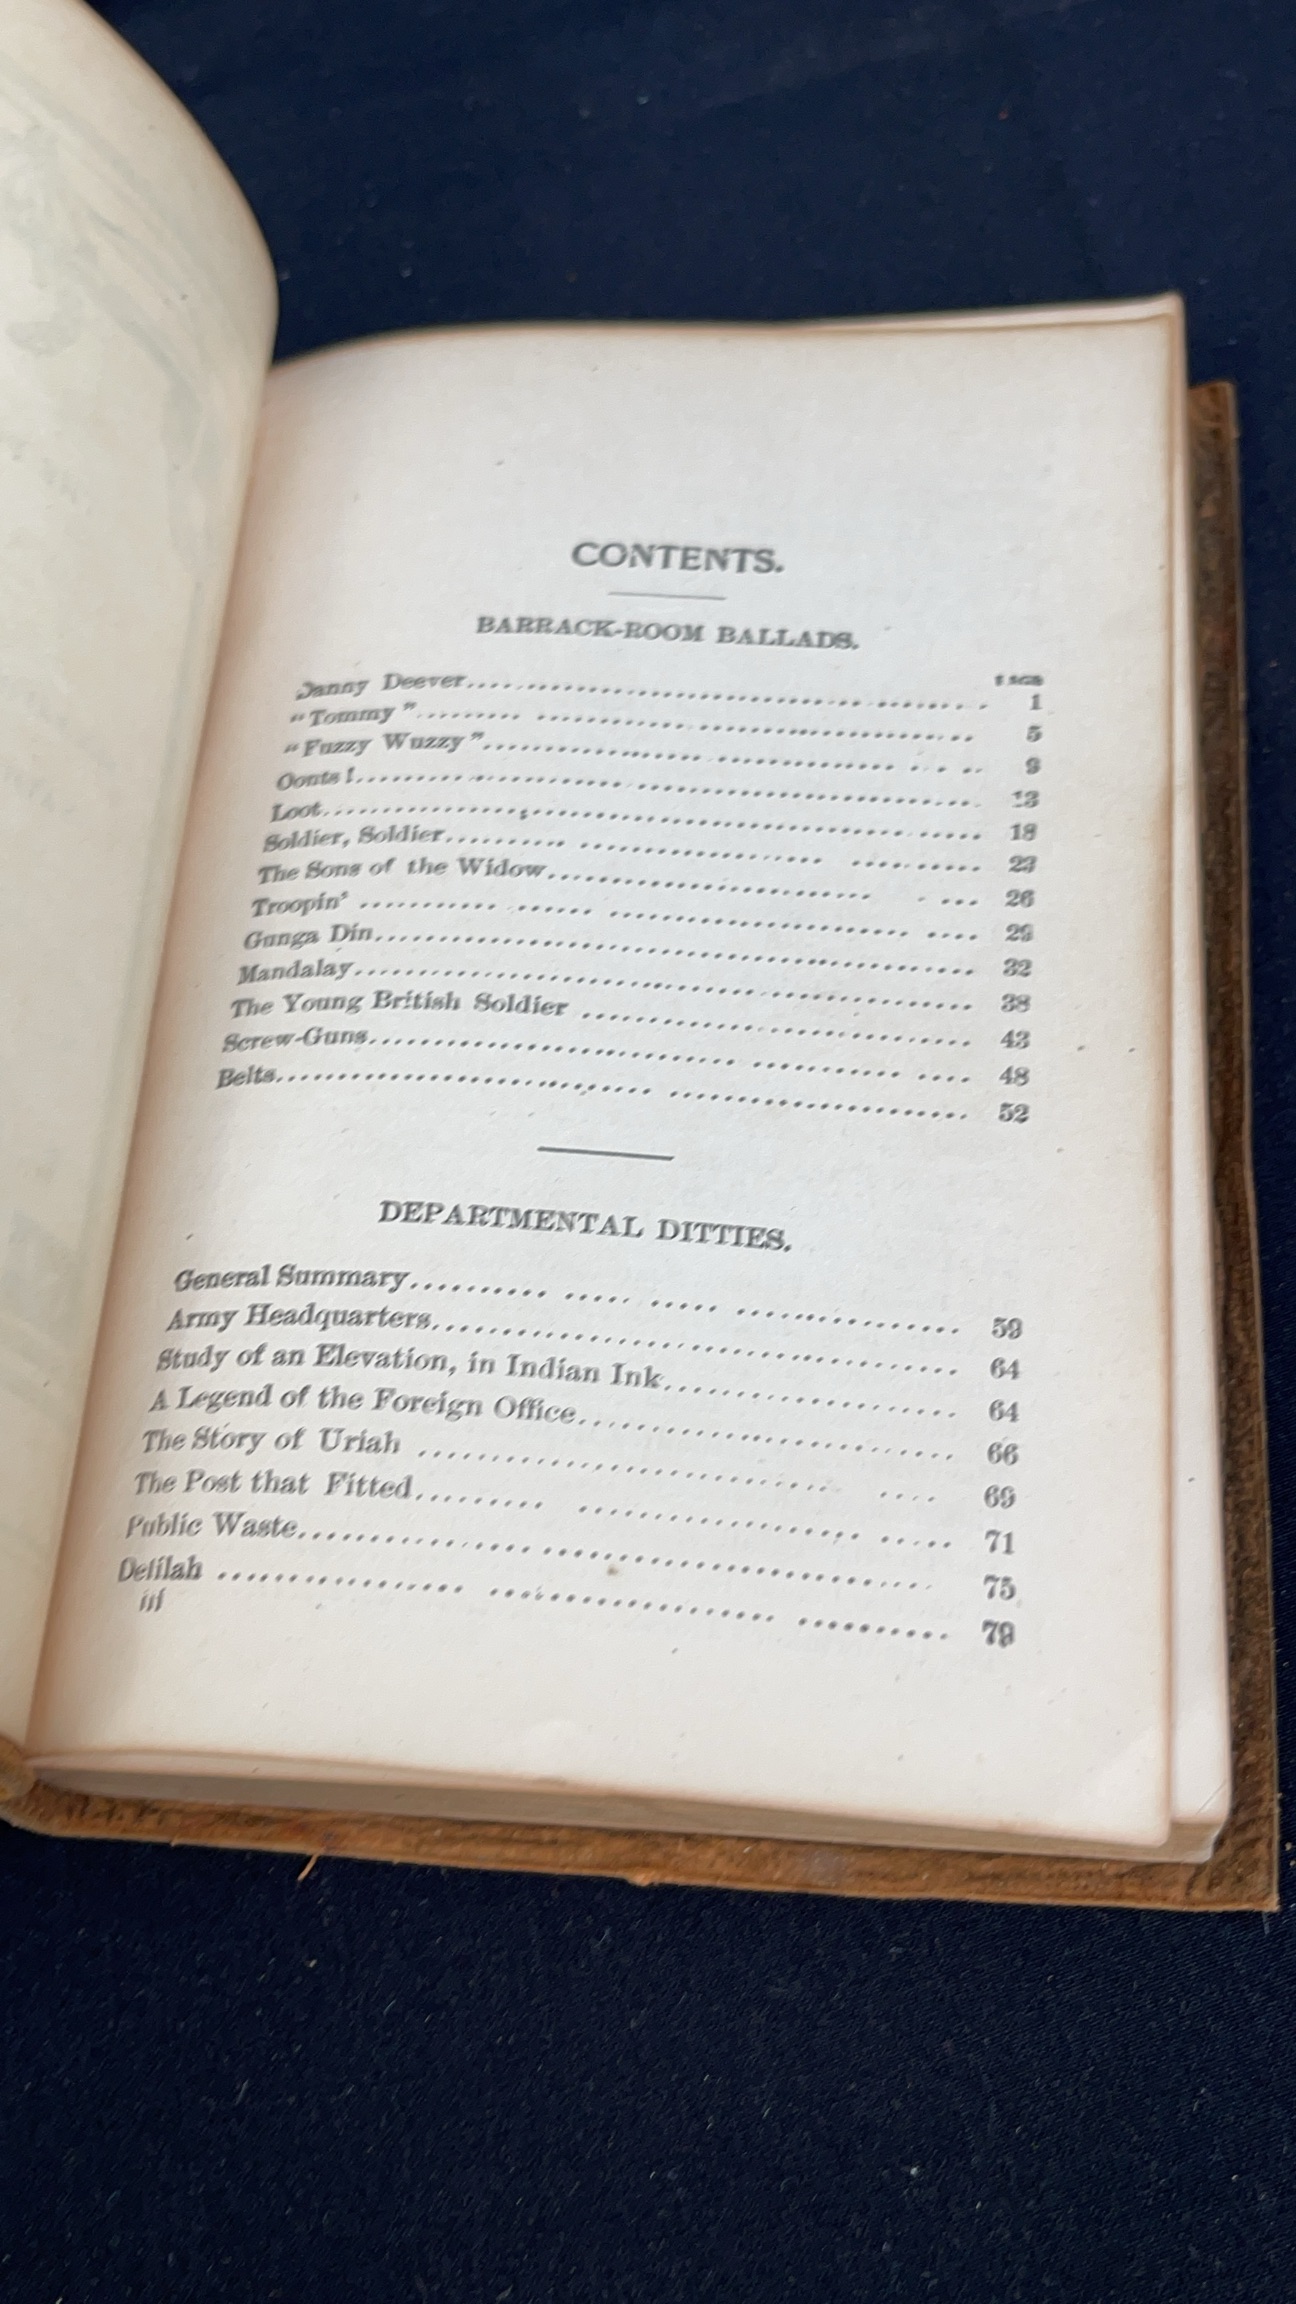 CONTENTS.
BARRACK-ROOM BALLADS.
PAGE
Danny Deever 1
"Tommy" 5
"Fuzzy Wuzzy" 9
Oonts! 13
Loot 18
Soldier, Soldier 23
The Sons of the Widow 26
Troopin' 29
Gunga Din 32
Mandalay 38
The Young British Soldier 43
Screw-Guns 48
Belts 52
DEPARTMENTAL DITTIES.
General Summary 59
Army Headquarters 64
Study of an Elevation, in Indian Ink 64
A Legend of the Foreign Office 66
The Story of Uriah 69
The Post that Fitted 71
Public Waste 75
Delilah 79
iii